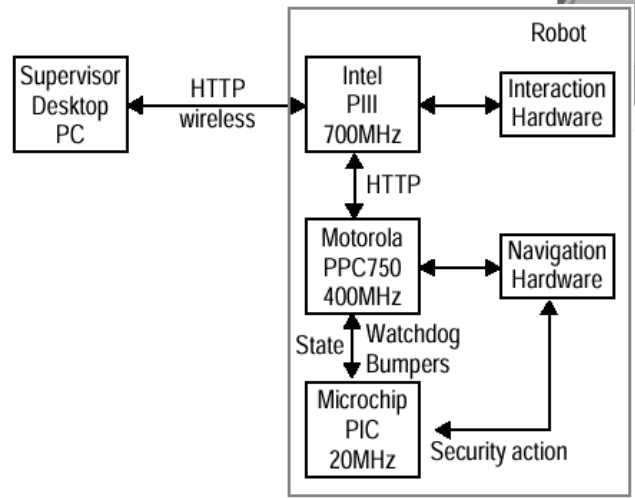 Robot
Supervisor
Desktop
PC
HTTP
wireless
Intel
PIII
700MHz
Interaction
Hardware
HTTP
Motorola
PPC750
400MHz
Navigation
Hardware
State
Watchdog
Bumpers
Microchip
PIC
20MHz
Security action